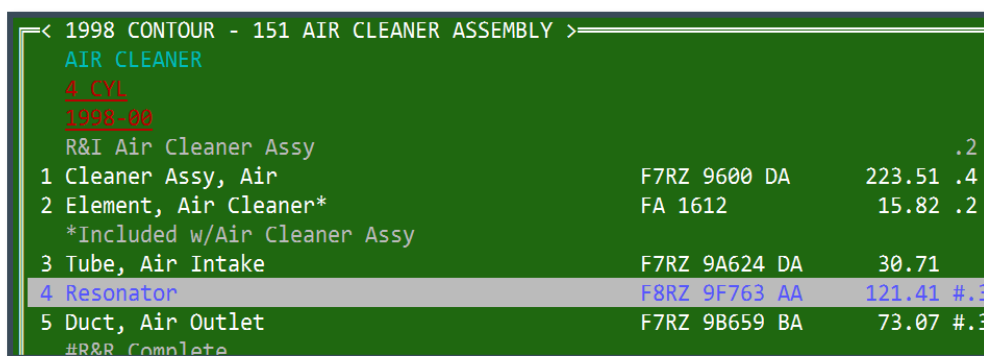 < 1998 CONTOUR - 151 AIR CLEANER ASSEMBLY >
AIR CLEANER
4 CYL
1998-00
R&I Air Cleaner Assy .2
1 Cleaner Assy, Air F7RZ 9600 DA 223.51 .4
2 Element, Air Cleaner* FA 1612 15.82 .2
*Included w/Air Cleaner Assy
3 Tube, Air Intake F7RZ 9A624 DA 30.71
4 Resonator F8RZ 9F763 AA 121.41 #.3
5 Duct, Air Outlet F7RZ 9B659 BA 73.07 #.3
#R&R Complete